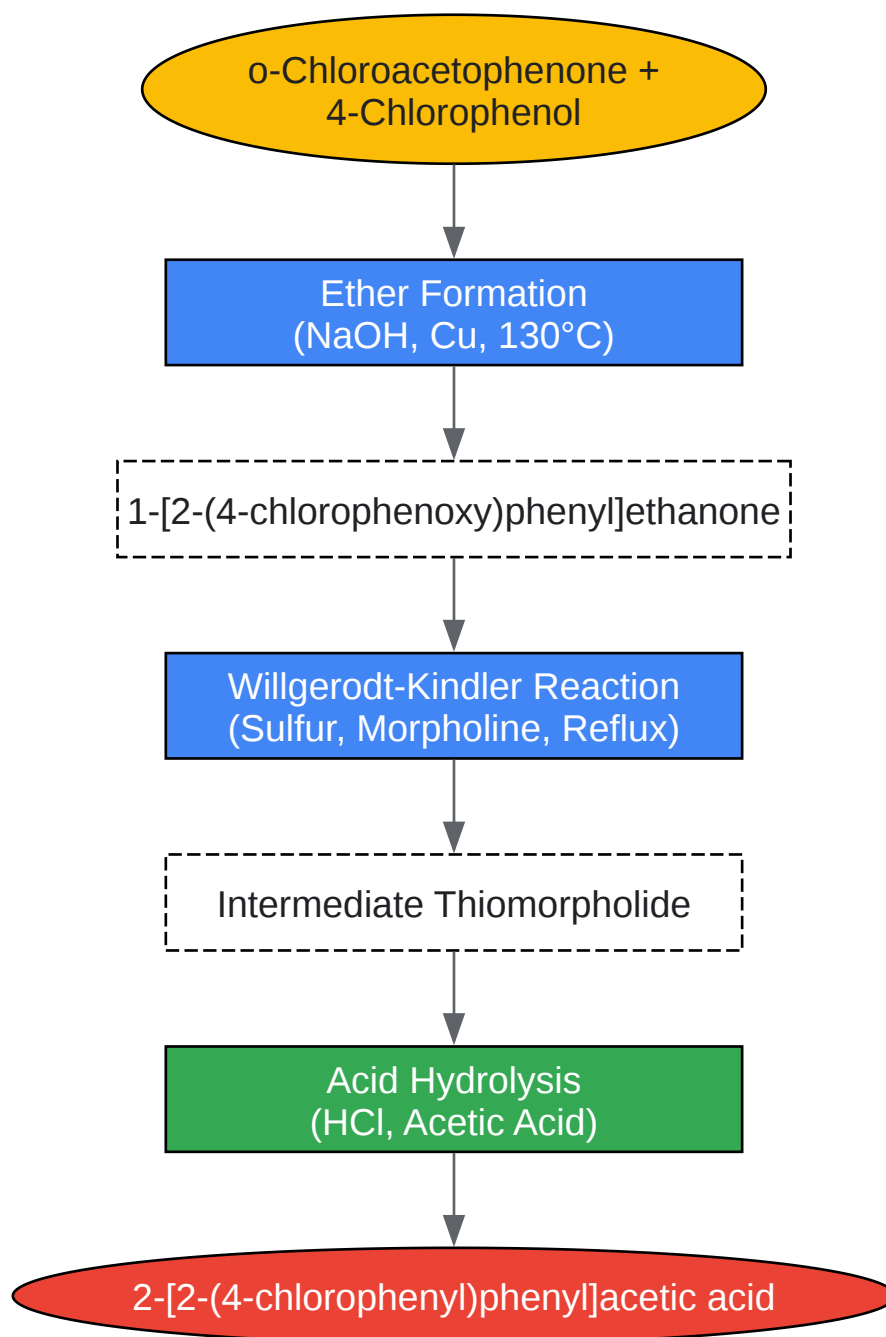 o-Chloroacetophenone +
4-Chlorophenol
Ether Formation
(NaOH, Cu, 130°C)
1-[2-(4-chlorophenoxy)phenyl]ethanone
Willgerodt-Kindler Reaction
(Sulfur, Morpholine, Reflux)
Intermediate Thiomorpholide
Acid Hydrolysis
(HCl, Acetic Acid)
2-[2-(4-chlorophenyl)phenyl]acetic acid